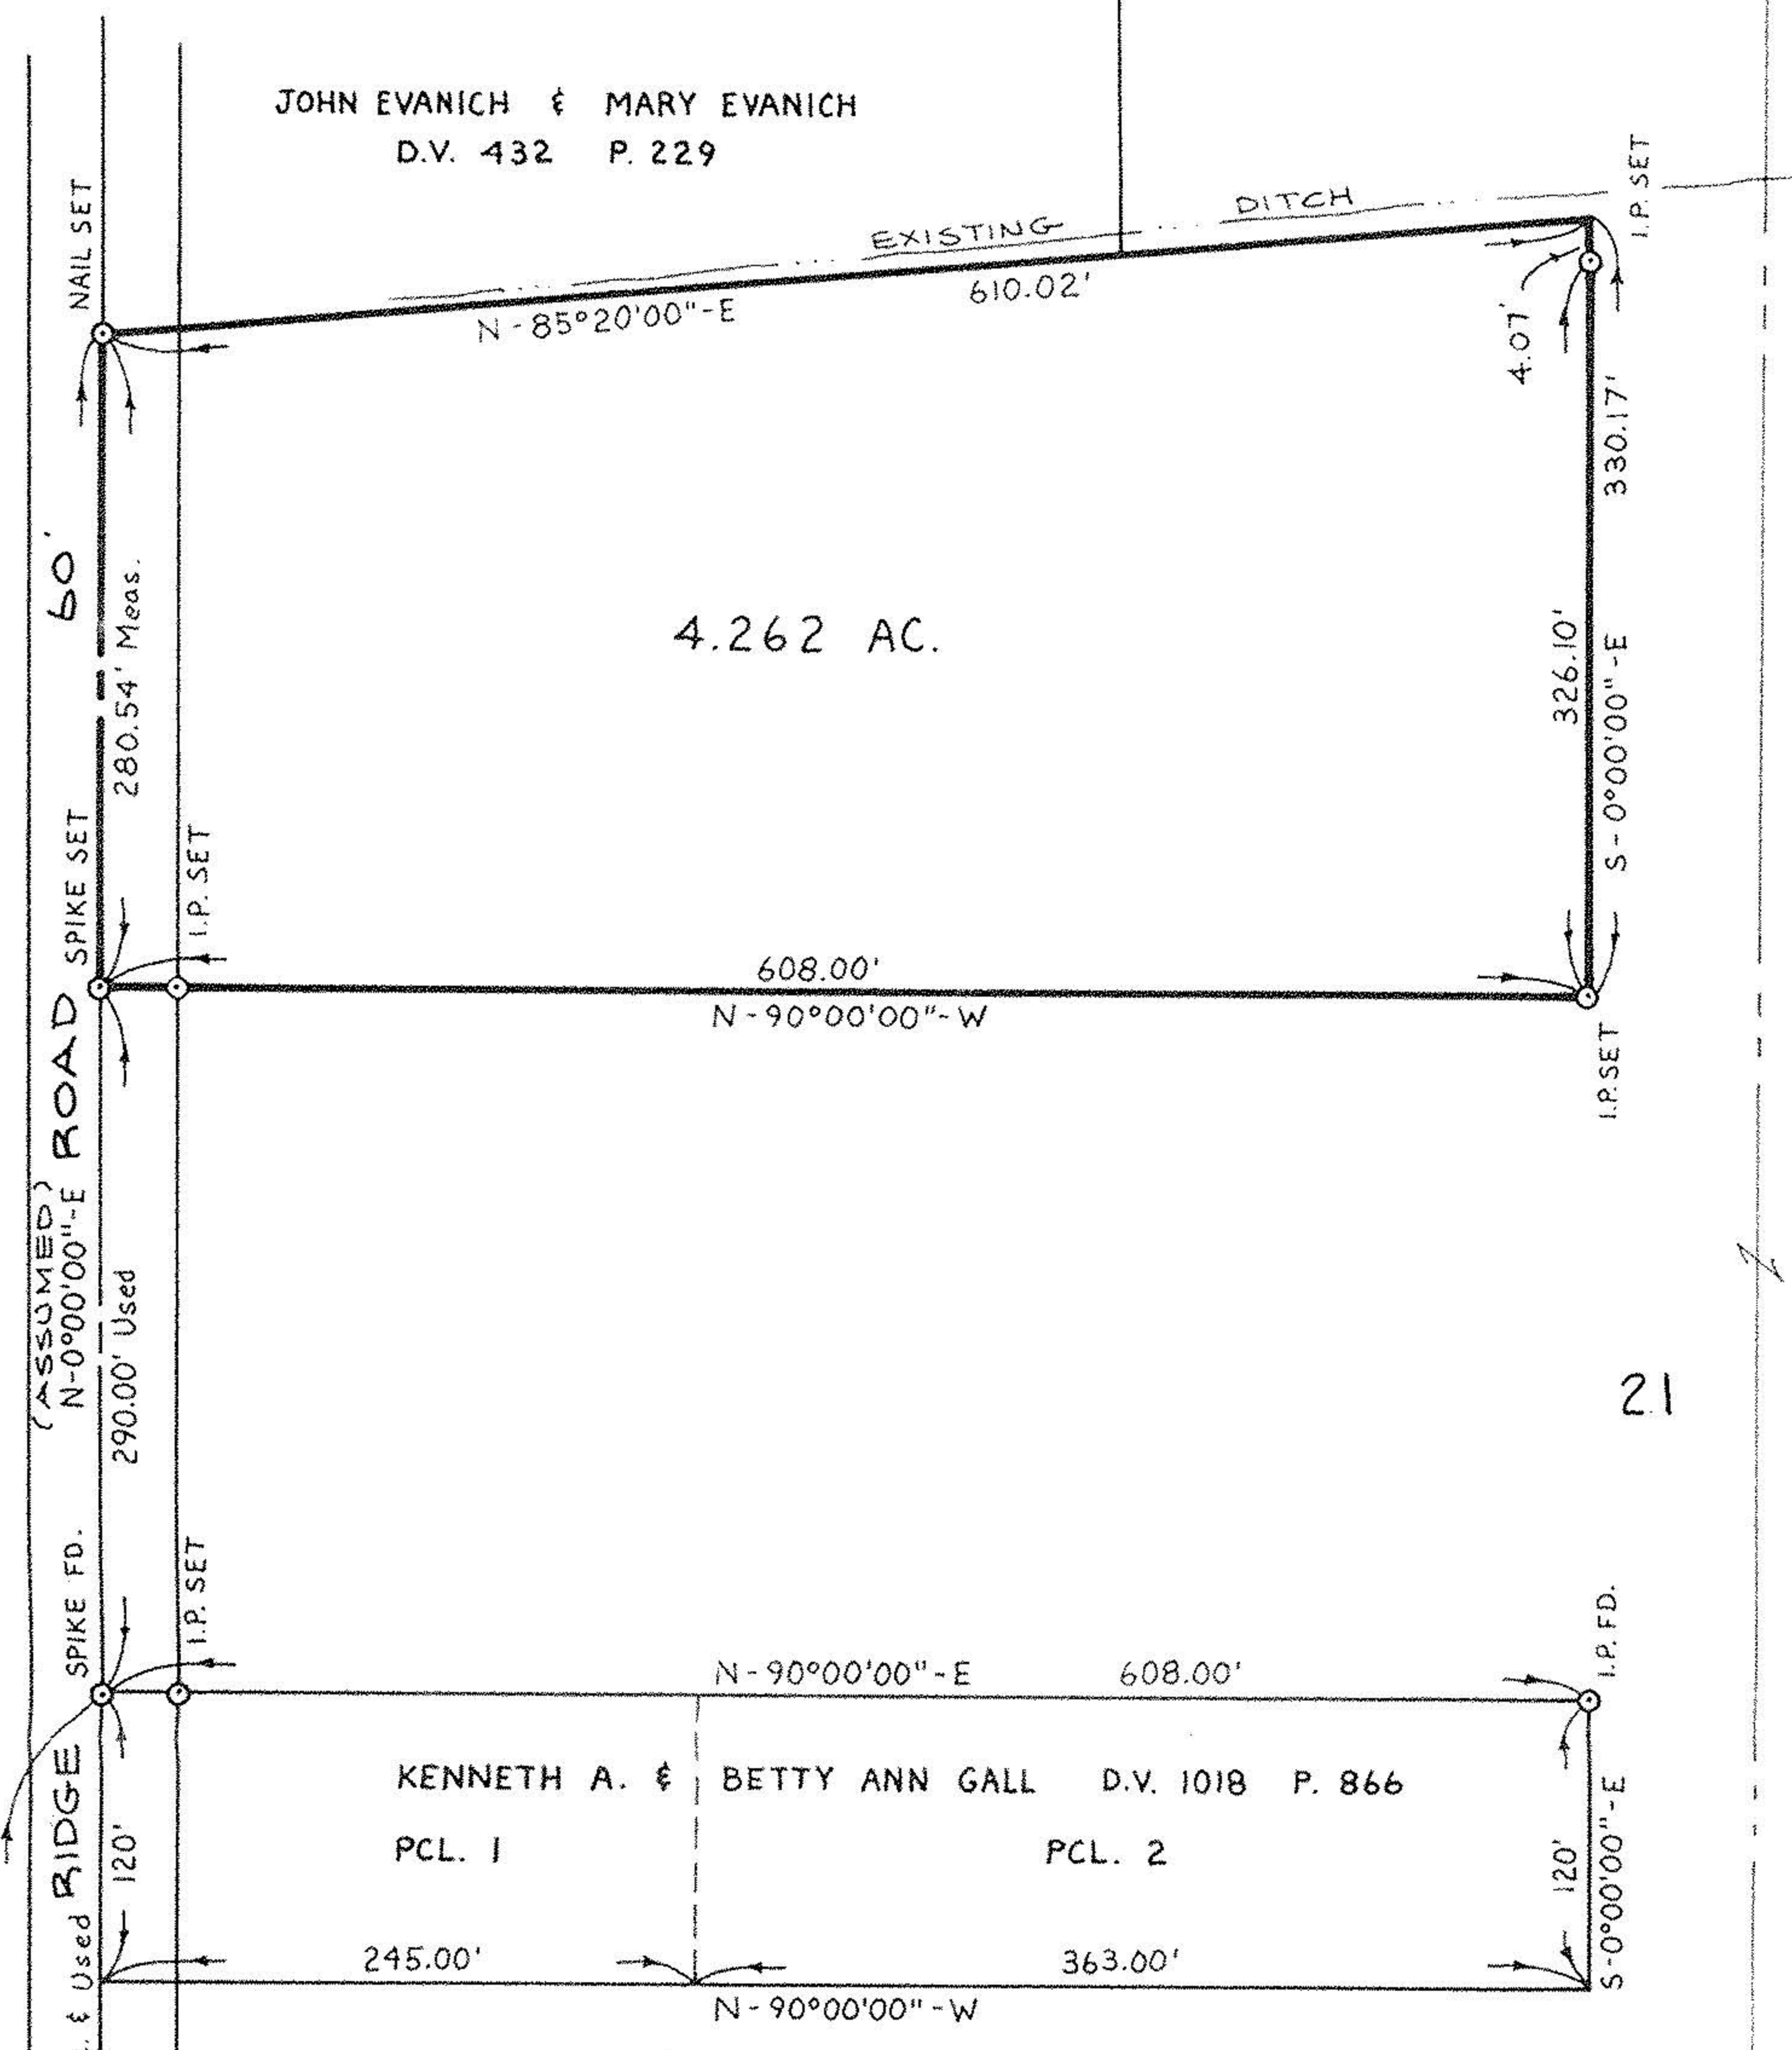 JOHN EVANICH & MARY EVANICH
D.V. 432 P. 229
NAIL SET
I.P. SET
EXISTING DITCH
N-85°20'00"-E
610.02'
4.07'
330.17'
60'
280.54' Meas.
4.262 AC.
326.10'
S-0°00'00"-E
SPIKE SET
I.P. SET
608.00'
N-90°00'00"-W
I.P. SET
ROAD
(ASSUMED)
N-0°00'00"-E
290.00' Used
21
SPIKE FD.
I.P. SET
I.P. FD.
N-90°00'00"-E 608.00'
RIDGE
KENNETH A. & BETTY ANN GALL D.V. 1018 P. 866
PCL. 1
PCL. 2
120'
120'
S-0°00'00"-E
& Used
245.00'
363.00'
N-90°00'00"-W